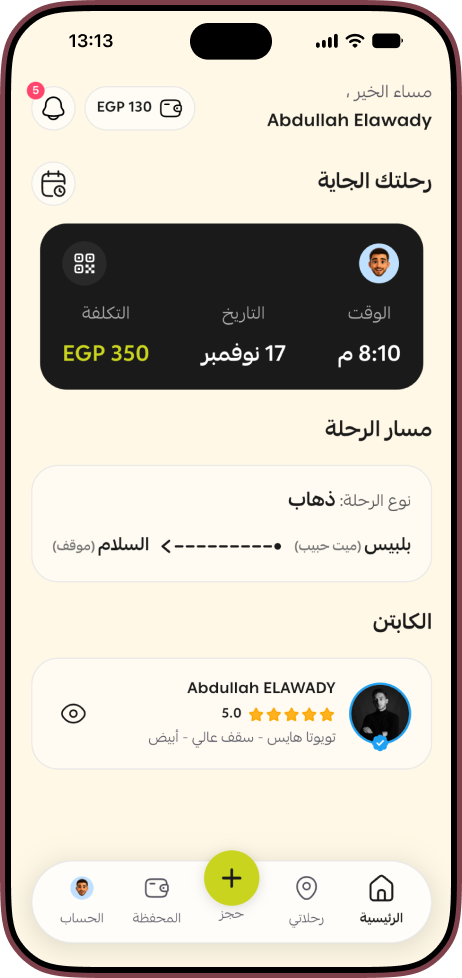 13:13
مساء الخير ،
Abdullah Elawady
EGP 130
5
رحلتك الجاية
الوقت
التاريخ
التكلفة
8:10 م
17 نوفمبر
EGP 350
مسار الرحلة
نوع الرحلة: ذهاب
بلبيس (ميت حبيب)
السلام (موقف)
الكابتن
Abdullah ELAWADY
5.0
تويوتا هايس - سقف عالي - أبيض
الرئيسية
رحلاتي
حجز
المحفظة
الحساب